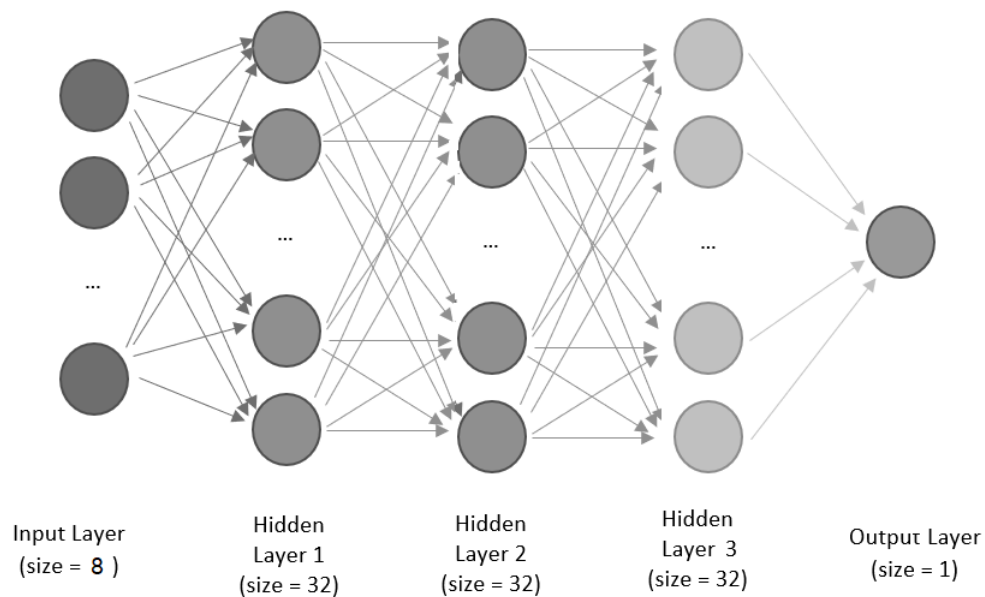 ...
...
...
...
Input Layer
(size = 8 )
Hidden
Layer 1
(size = 32)
Hidden
Layer 2
(size = 32)
Hidden
Layer 3
(size = 32)
Output Layer
(size = 1)